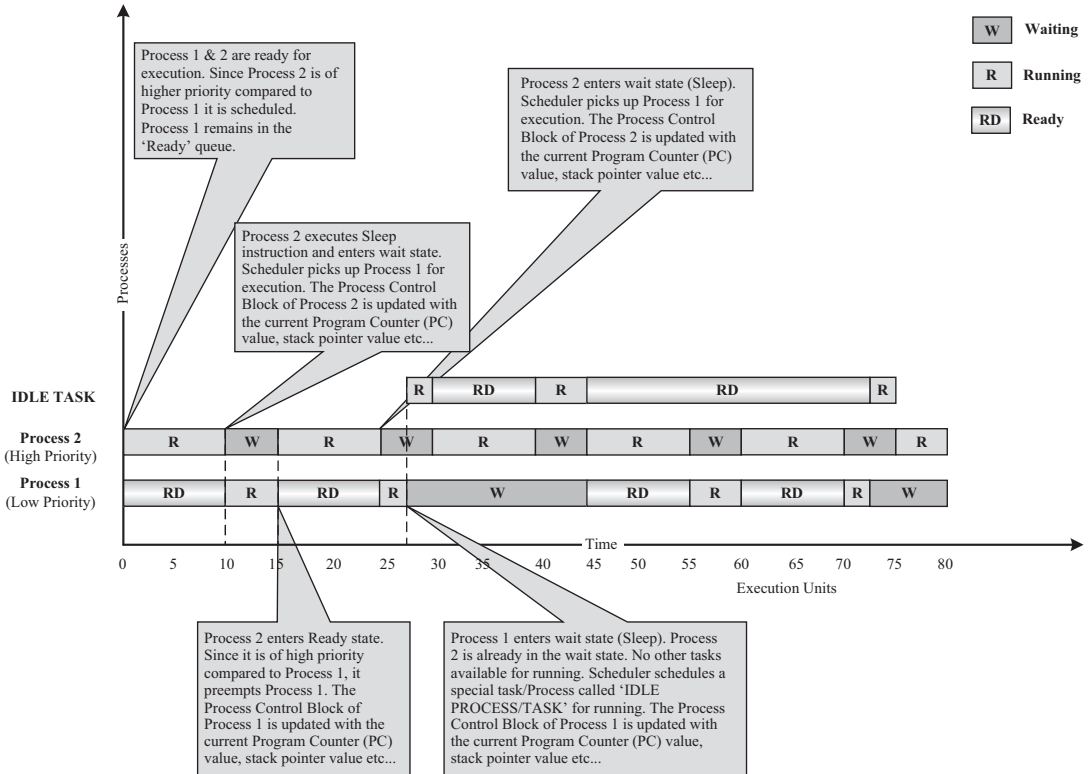 W Waiting
R Running
RD Ready
Process 1 & 2 are ready for
execution. Since Process 2 is of
higher priority compared to
Process 1 it is scheduled.
Process 1 remains in the
‘Ready’ queue.
Process 2 enters wait state (Sleep).
Scheduler picks up Process 1 for
execution. The Process Control
Block of Process 2 is updated with
the current Program Counter (PC)
value, stack pointer value etc...
Process 2 executes Sleep
instruction and enters wait state.
Scheduler picks up Process 1 for
execution. The Process Control
Block of Process 2 is updated with
the current Program Counter (PC)
value, stack pointer value etc...
Processes
IDLE TASK
R RD R RD R
Process 2
(High Priority)
R W R W R W R W R W R
Process 1
(Low Priority)
RD R RD R W RD R RD R W
Time
0 5 10 15 20 25 30 35 40 45 55 60 70 75 80
Execution Units
Process 2 enters Ready state.
Since it is of high priority
compared to Process 1, it
preempts Process 1. The
Process Control Block of
Process 1 is updated with the
current Program Counter (PC)
value, stack pointer value etc...
Process 1 enters wait state (Sleep). Process
2 is already in the wait state. No other tasks
available for running. Scheduler schedules a
special task/Process called ‘IDLE
PROCESS/TASK’ for running. The Process
Control Block of Process 1 is updated with
the current Program Counter (PC) value,
stack pointer value etc...